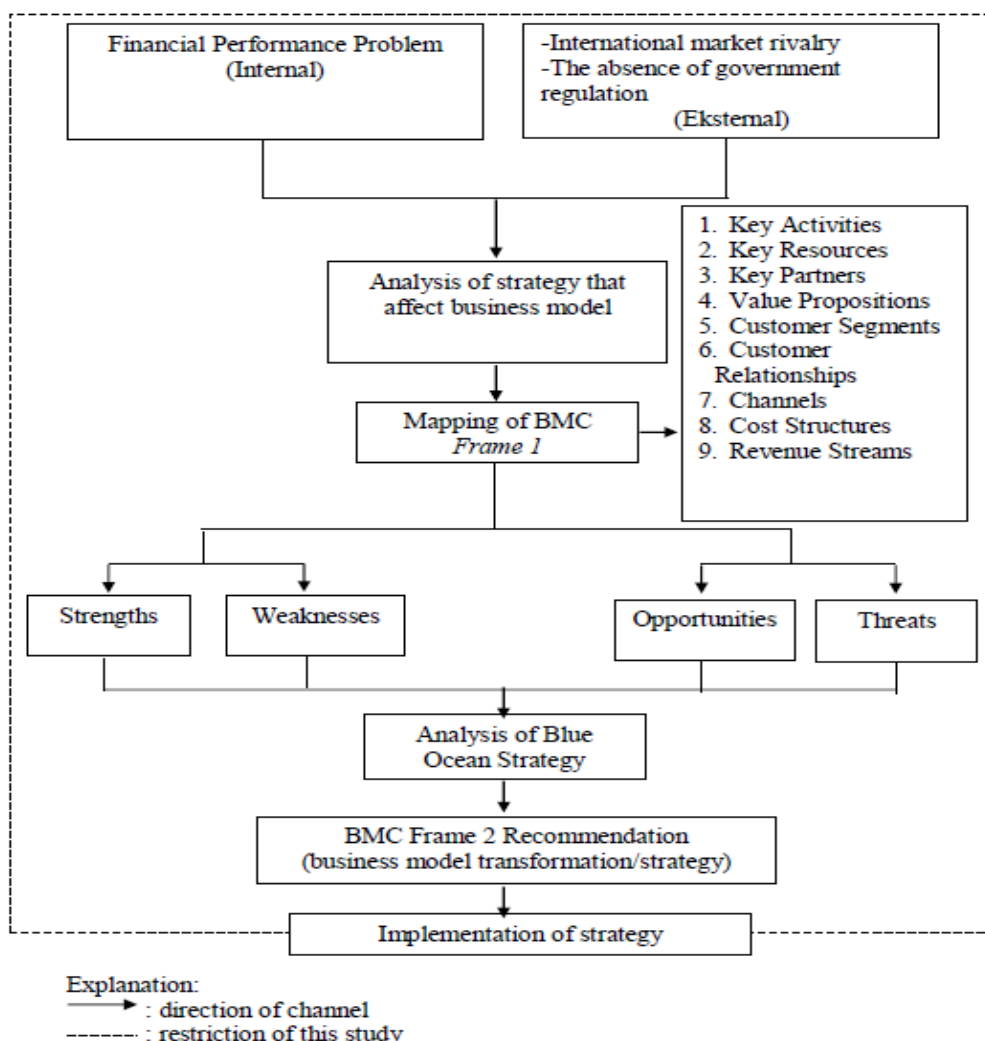 Financial Performance Problem
(Internal)
-International market rivalry
-The absence of government
regulation
(Eksternal)
Analysis of strategy that
affect business model
1. Key Activities
2. Key Resources
3. Key Partners
4. Value Propositions
5. Customer Segments
6. Customer
Relationships
7. Channels
8. Cost Structures
9. Revenue Streams
Mapping of BMC
Frame 1
Strengths
Weaknesses
Opportunities
Threats
Analysis of Blue
Ocean Strategy
BMC Frame 2 Recommendation
(business model transformation/strategy)
Implementation of strategy
Explanation:
: direction of channel
: restriction of this study